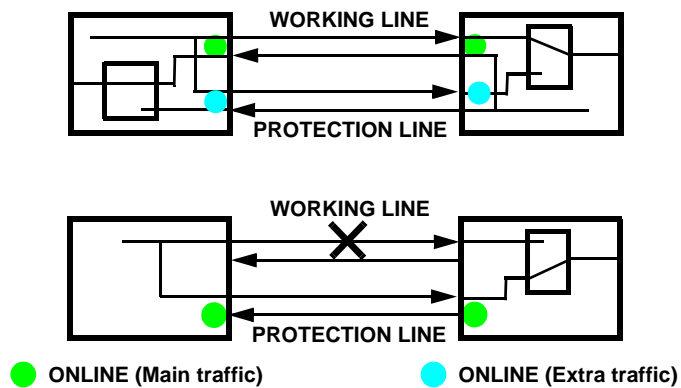 WORKING LINE
PROTECTION LINE
WORKING LINE
PROTECTION LINE
ONLINE (Main traffic)
ONLINE (Extra traffic)